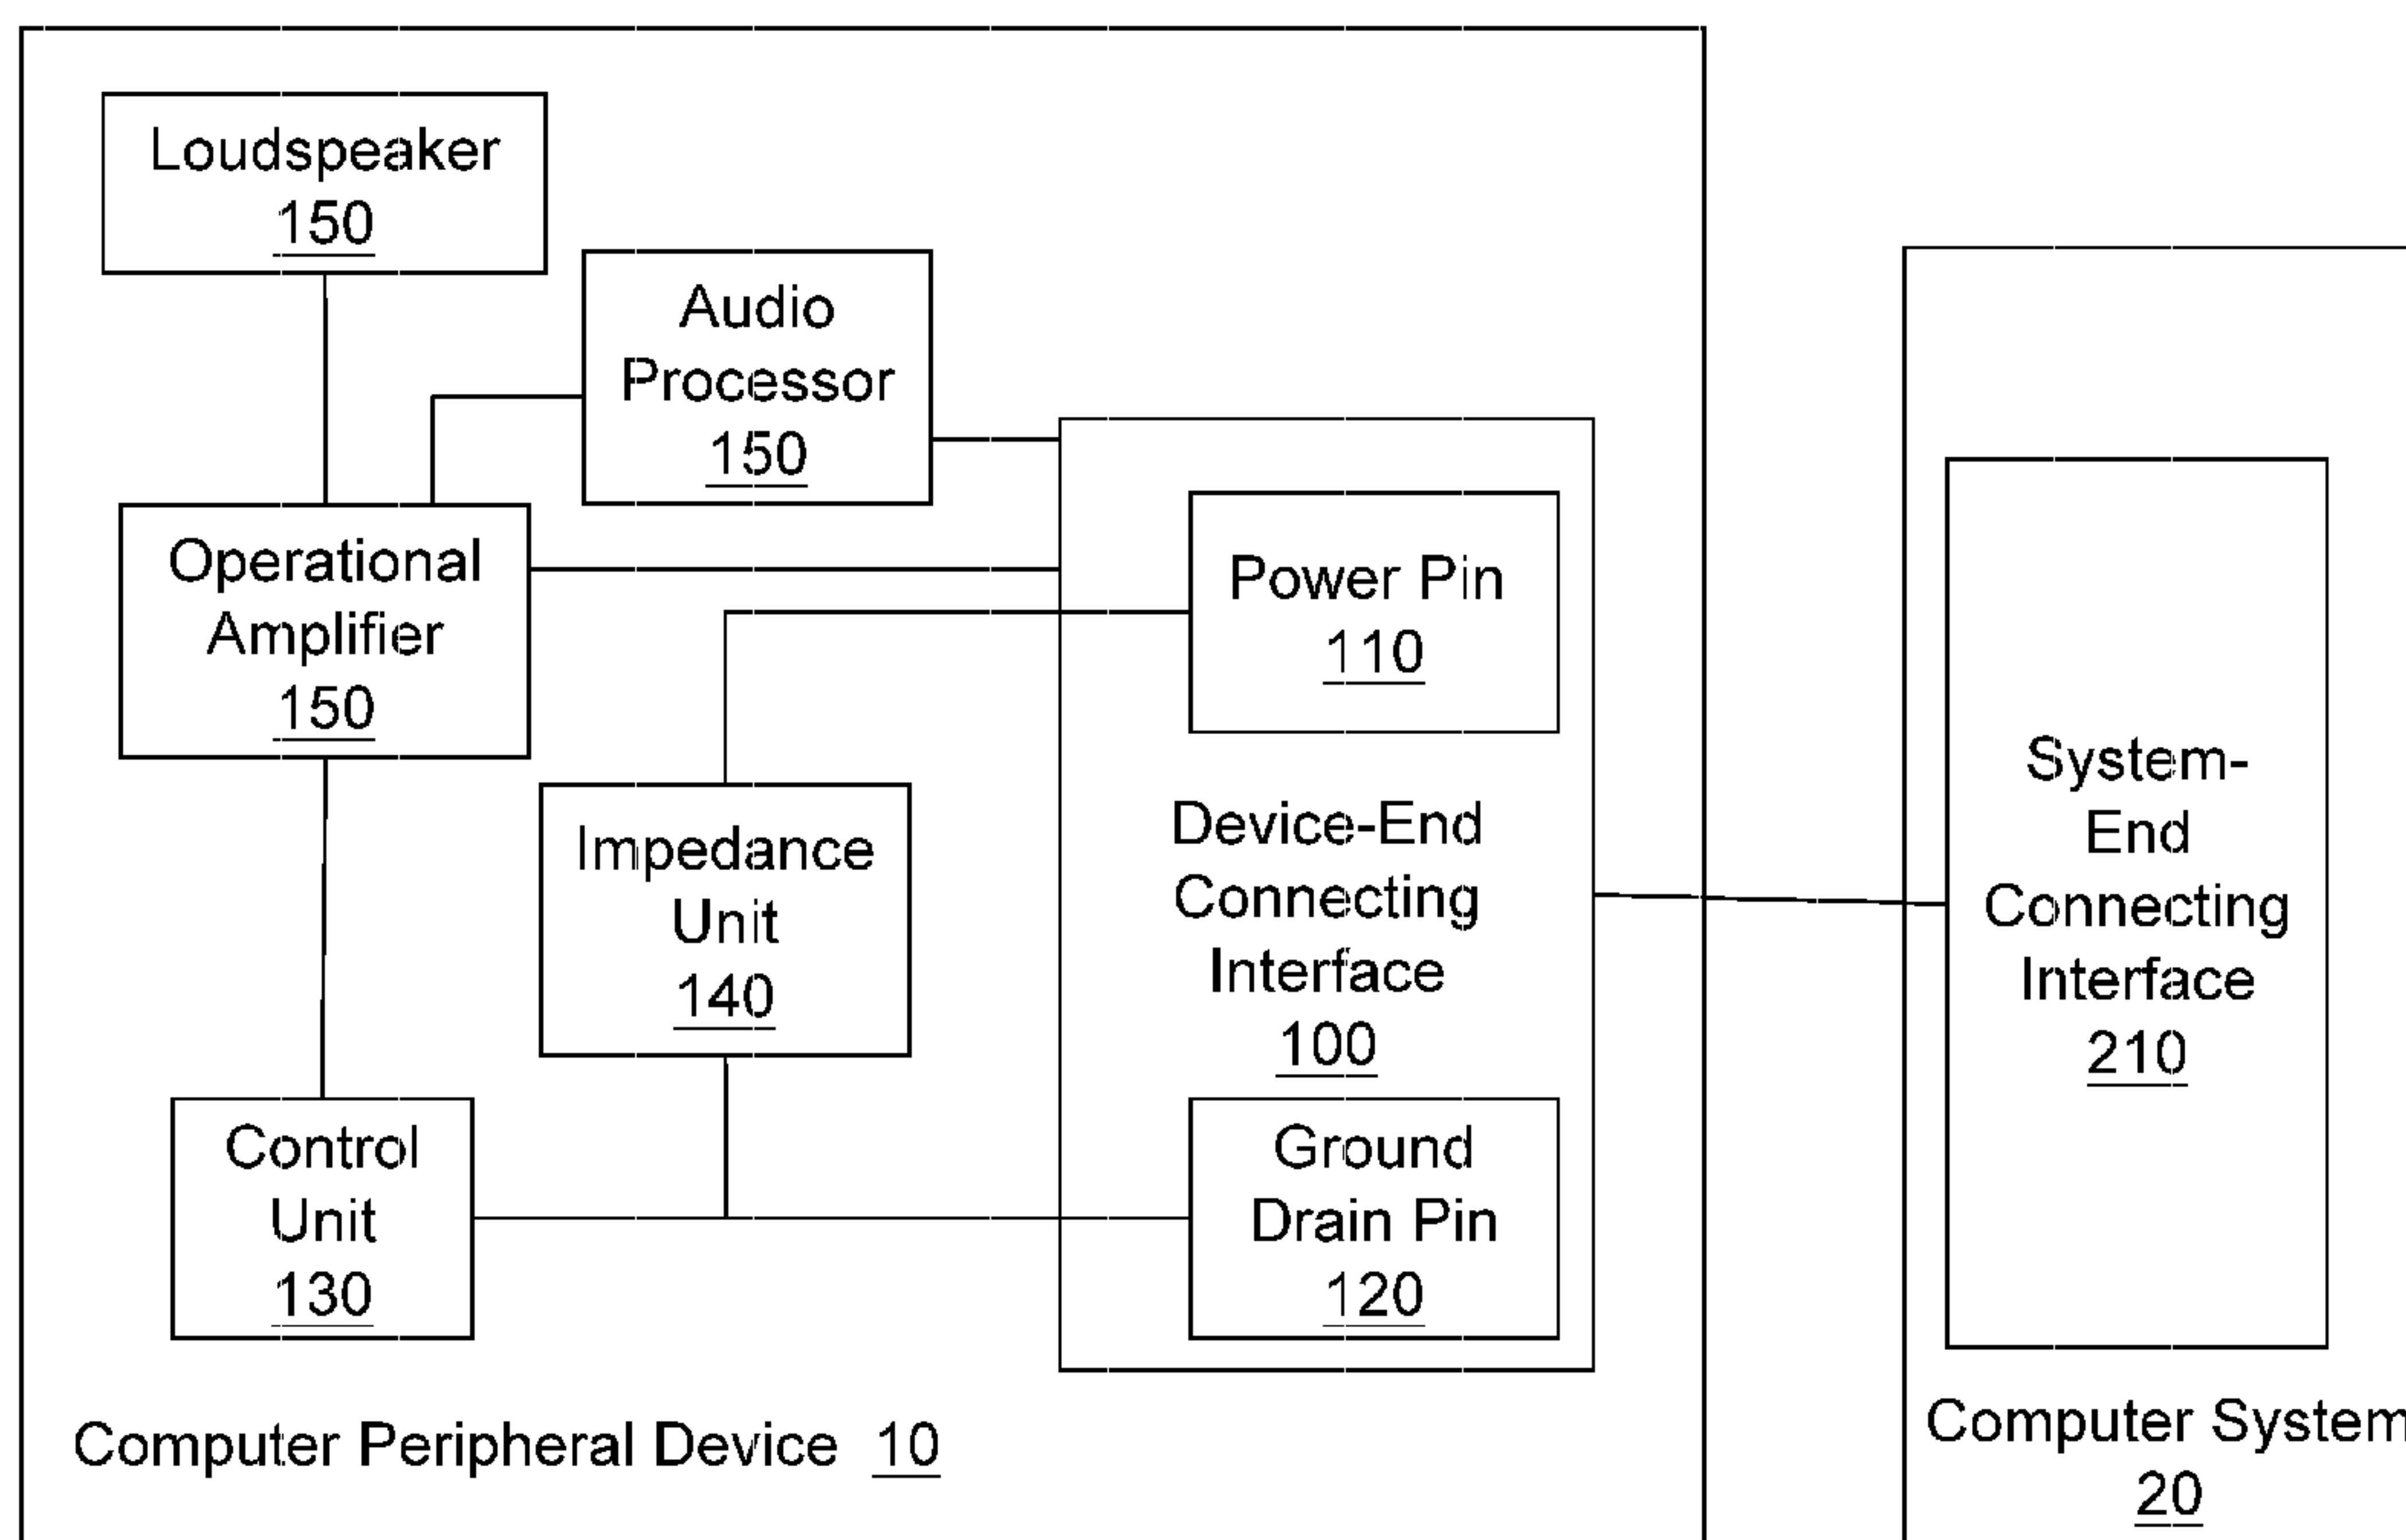 Loudspeaker
150
Audio
Processor
150
Operational
Amplifier
150
Power Pin
110
Impedance
Unit
140
Device-End
Connecting
Interface
100
System-
End
Connecting
Interface
210
Control
Unit
130
Ground
Drain Pin
120
Computer Peripheral Device 10
Computer System
20